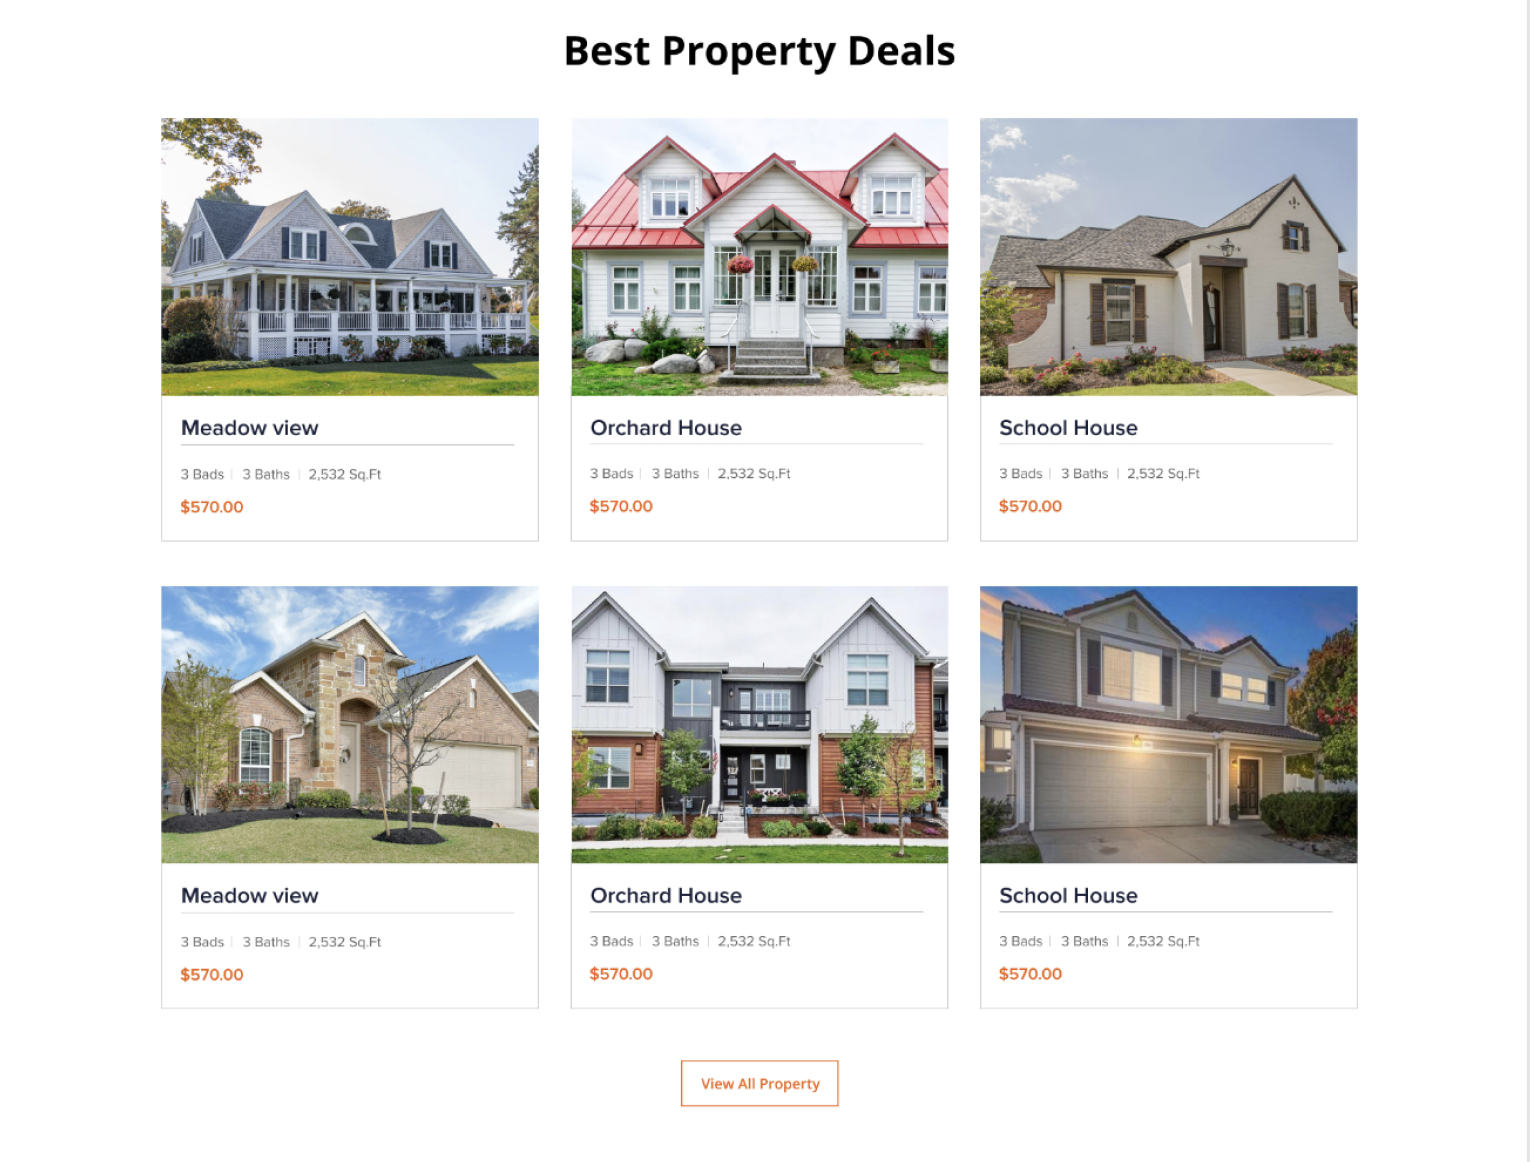 Best Property Deals
Meadow view
3 Bads | 3 Baths | 2,532 Sq.Ft
$570.00
Orchard House
3 Bads | 3 Baths | 2,532 Sq.Ft
$570.00
School House
3 Bads | 3 Baths | 2,532 Sq.Ft
$570.00
Meadow view
3 Bads | 3 Baths | 2,532 Sq.Ft
$570.00
Orchard House
3 Bads | 3 Baths | 2,532 Sq.Ft
$570.00
School House
3 Bads | 3 Baths | 2,532 Sq.Ft
$570.00
View All Property